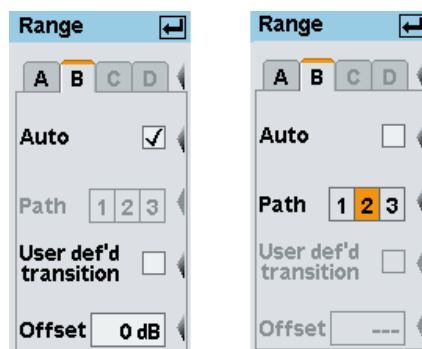 Range
A B C D
Auto
Path 1 2 3
User def'd
transition
Offset 0 dB
Range
A B C D
Auto
Path 1 2 3
User def'd
transition
Offset ---